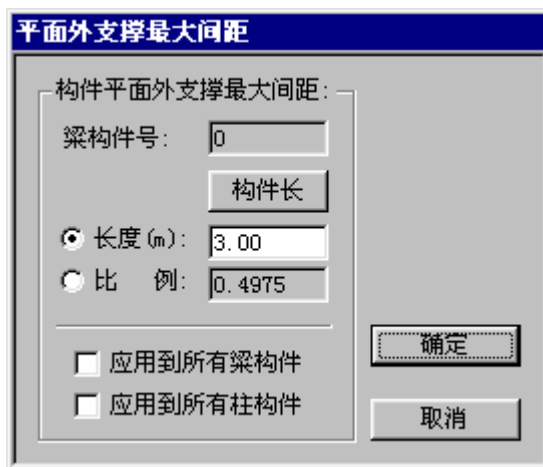 平面外支撑最大间距
构件平面外支撑最大间距:
梁构件号: 0
构件长
长度(m): 3.00
比 例: 0.4975
应用到所有梁构件
应用到所有柱构件
确定
取消